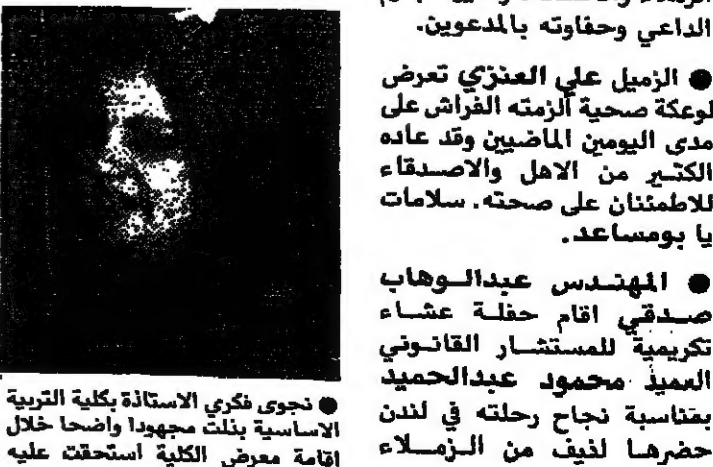 الداعي وحفاوته بالمدعوين.
● الزميل علي العنزي تعرض
لوعكة صحية ألزمته الفراش على
مدى اليومين الماضيين وقد عاده
الكثير من الاهل والاصدقاء
للاطمئنان على صحته. سلامات
يا بومساعد.
● المهندس عبدالوهاب
صدقي اقام حفلة عشاء
تكريمية للمستشار القانوني
العميد محمود عبدالحميد
بمناسبة نجاح رحلته في لندن
حضرها لفيف من الزملاء
● نجوى فكري الاستاذة بكلية التربية
الاساسية بذلت مجهودا واضحا خلال
اقامة معرض الكلية استحقت عليه